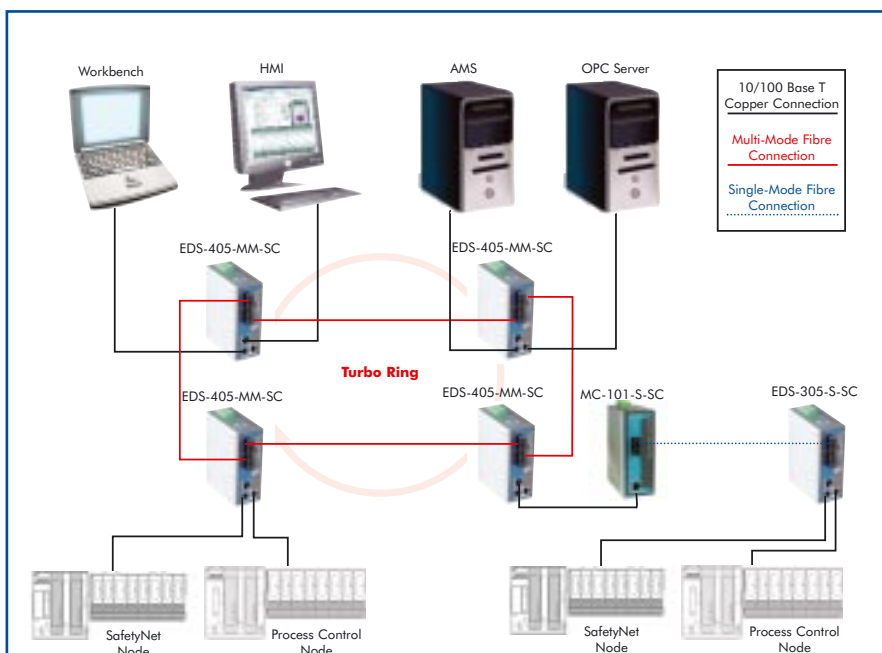 Workbench
HMI
AMS
OPC Server
10/100 Base T
Copper Connection
Multi-Mode Fibre
Connection
Single-Mode Fibre
Connection
EDS-405-MM-SC
EDS-405-MM-SC
Turbo Ring
EDS-405-MM-SC
EDS-405-MM-SC
MC-101-S-SC
EDS-305-S-SC
SafetyNet
Node
Process Control
Node
SafetyNet
Node
Process Control
Node